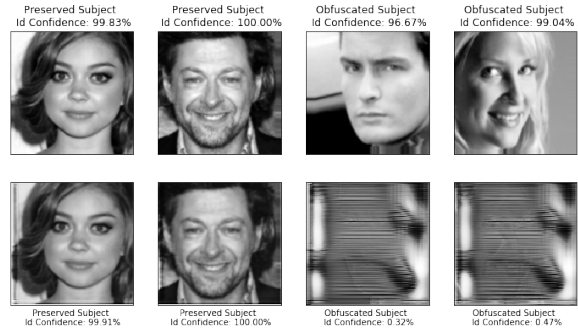 Preserved Subject
Id Confidence: 99.83%
Preserved Subject
Id Confidence: 100.00%
Obfuscated Subject
Id Confidence: 96.67%
Obfuscated Subject
Id Confidence: 99.04%
Preserved Subject
Id Confidence: 99.91%
Preserved Subject
Id Confidence: 100.00%
Obfuscated Subject
Id Confidence: 0.32%
Obfuscated Subject
Id Confidence: 0.47%